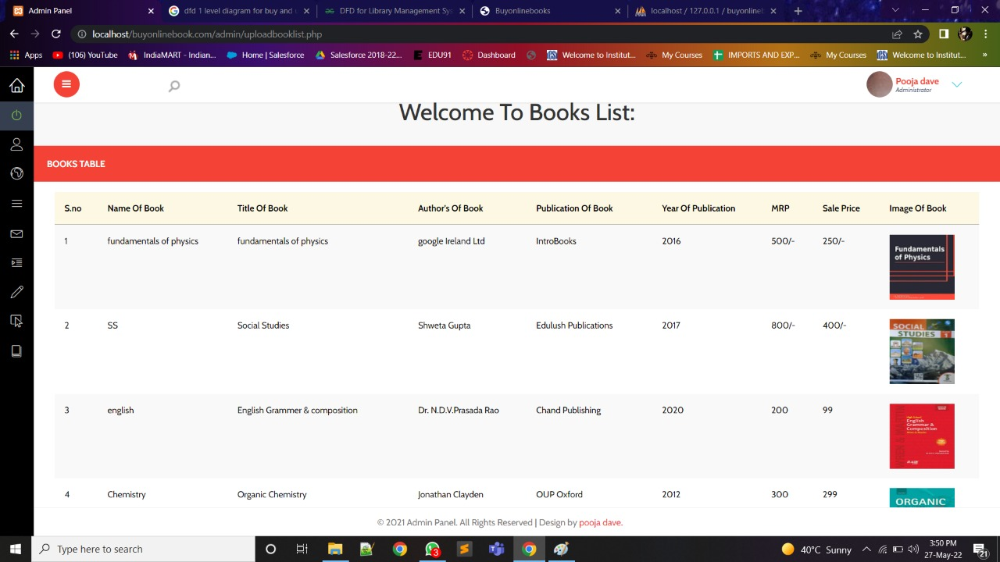 Admin Panel
dfd 1 level diagram for buy and u
DFD for Library Management Sys
Buyonlinebooks
localhost / 127.0.0.1 / buyonlineb
localhost/buyonlinebook.com/Admin/uploadbooklist.php
Apps
(106) YouTube
IndiaMART - Indian...
Home | Salesforce
Salesforce 2018-22...
EDU91
Dashboard
Welcome to Institut...
My Courses
IMPORTS AND EXP...
My Courses
Welcome to Institut...
»
Pooja dave
Administrator
Welcome To Books List:
BOOKS TABLE
S.no Name Of Book Title Of Book Author's Of Book Publication Of Book Year Of Publication MRP Sale Price Image Of Book
1 fundamentals of physics fundamentals of physics google Ireland Ltd IntroBooks 2016 500/- 250/-
Fundamentals
of Physics
2 SS Social Studies Shweta Gupta Edulush Publications 2017 800/- 400/-
SOCIAL
STUDIES 1
3 english English Grammer & composition Dr. N.D.V.Prasada Rao Chand Publishing 2020 200 99
English
Grammar &
Composition
4 Chemistry Organic Chemistry Jonathan Clayden OUP Oxford 2012 300 299
ORGANIC
© 2021 Admin Panel. All Rights Reserved | Design by pooja dave.
Type here to search
3
40°C Sunny
3:50 PM
27-May-22
21